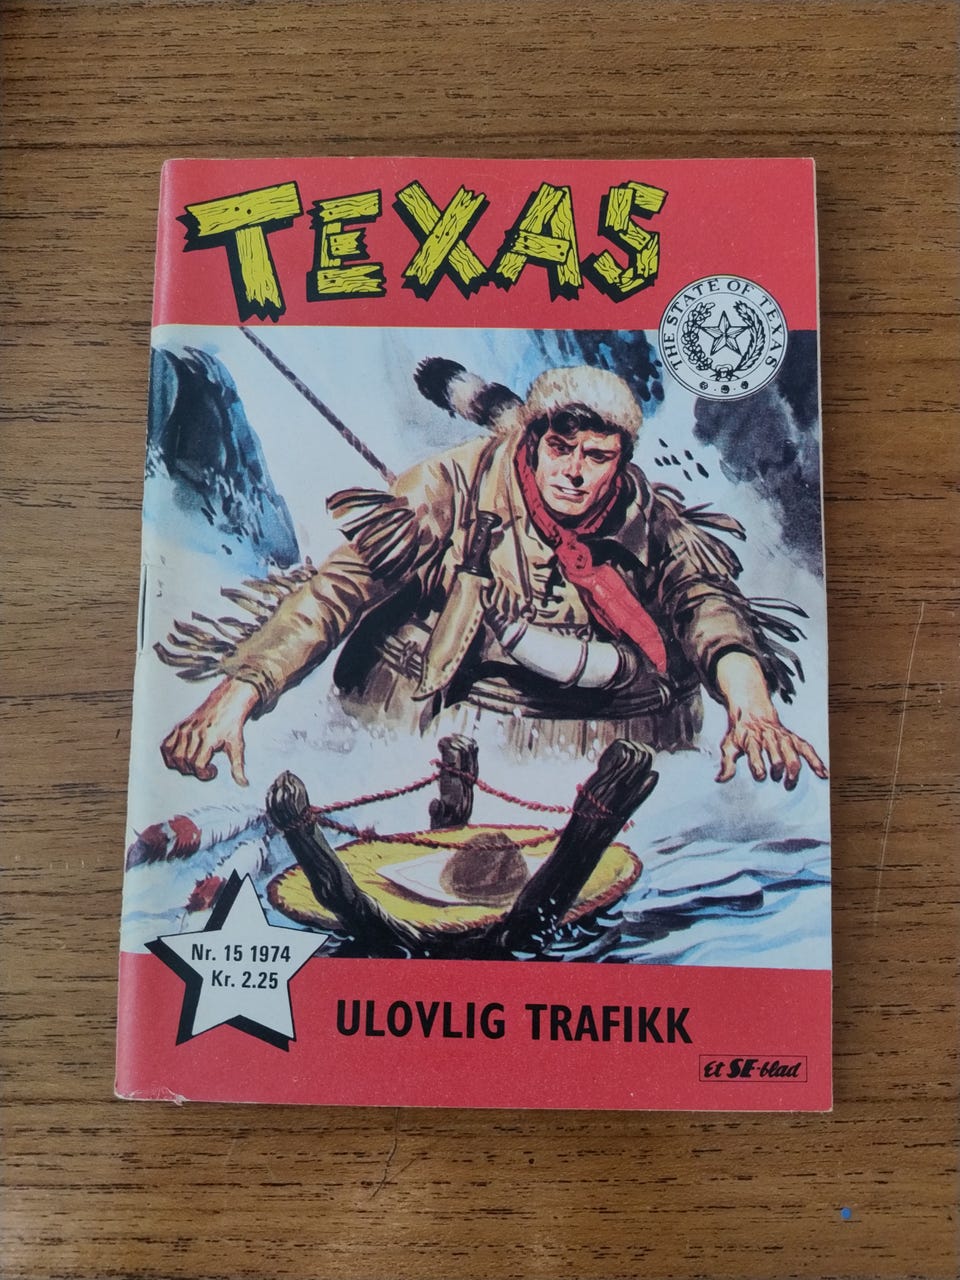 TEXAS
THE STATE OF TEXAS
Nr. 15 1974
Kr. 2.25
ULOVLIG TRAFIKK
Et SE-blad